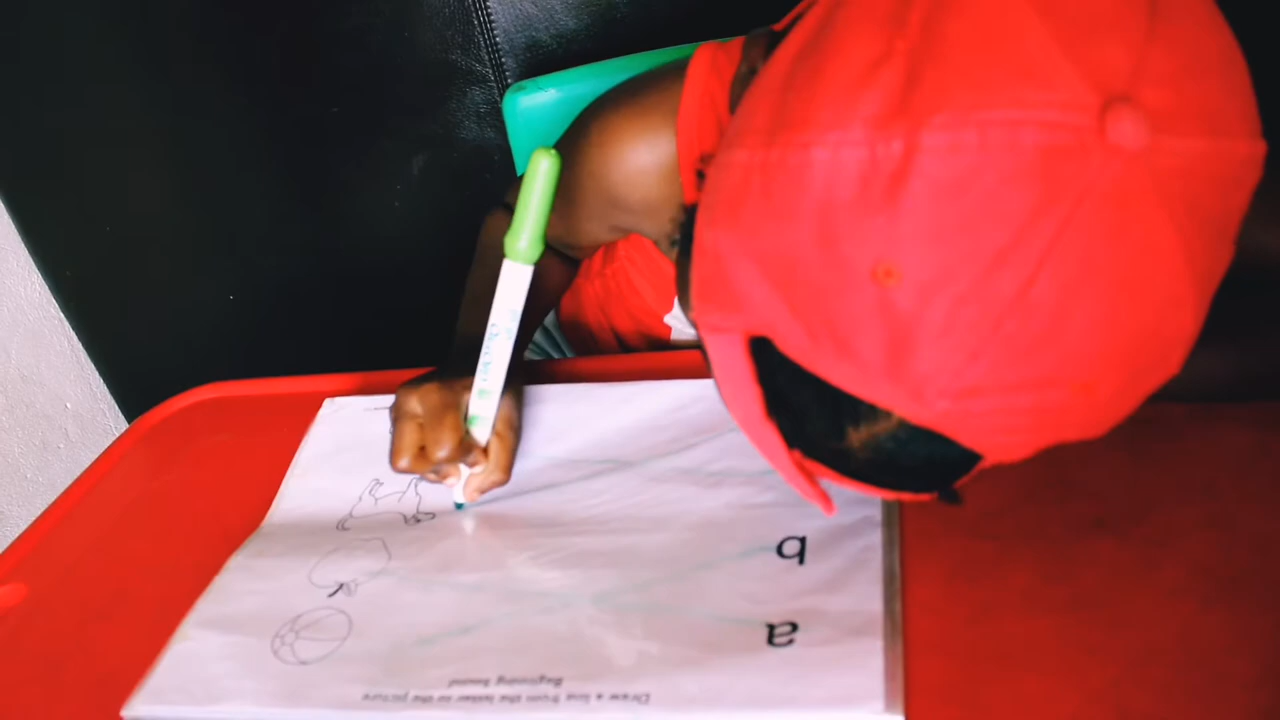 Beginning Sound
Draw a line from the letter to the picture
a
b